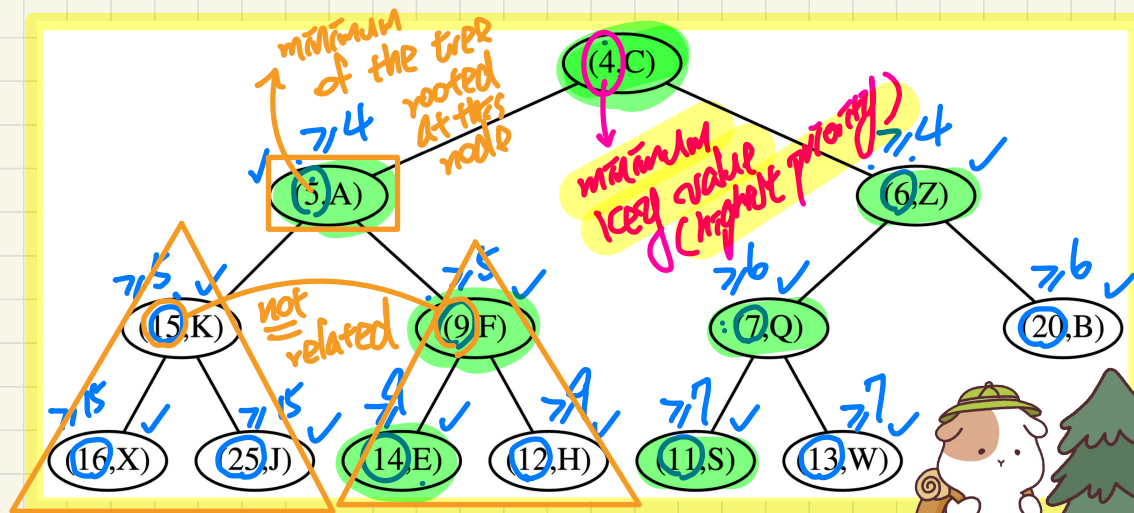 minimum
of the tree
rooted
at this
node
(4,C)
minimum
key value
(highest priority)
≥4
≥4
(5,A)
(6,Z)
≥5
≥5
≥6
≥6
(15,K)
not
related
(9,F)
(7,Q)
(20,B)
≥15
≥15
≥9
≥9
≥7
≥7
(16,X)
(25,J)
(14,E)
(12,H)
(11,S)
(13,W)